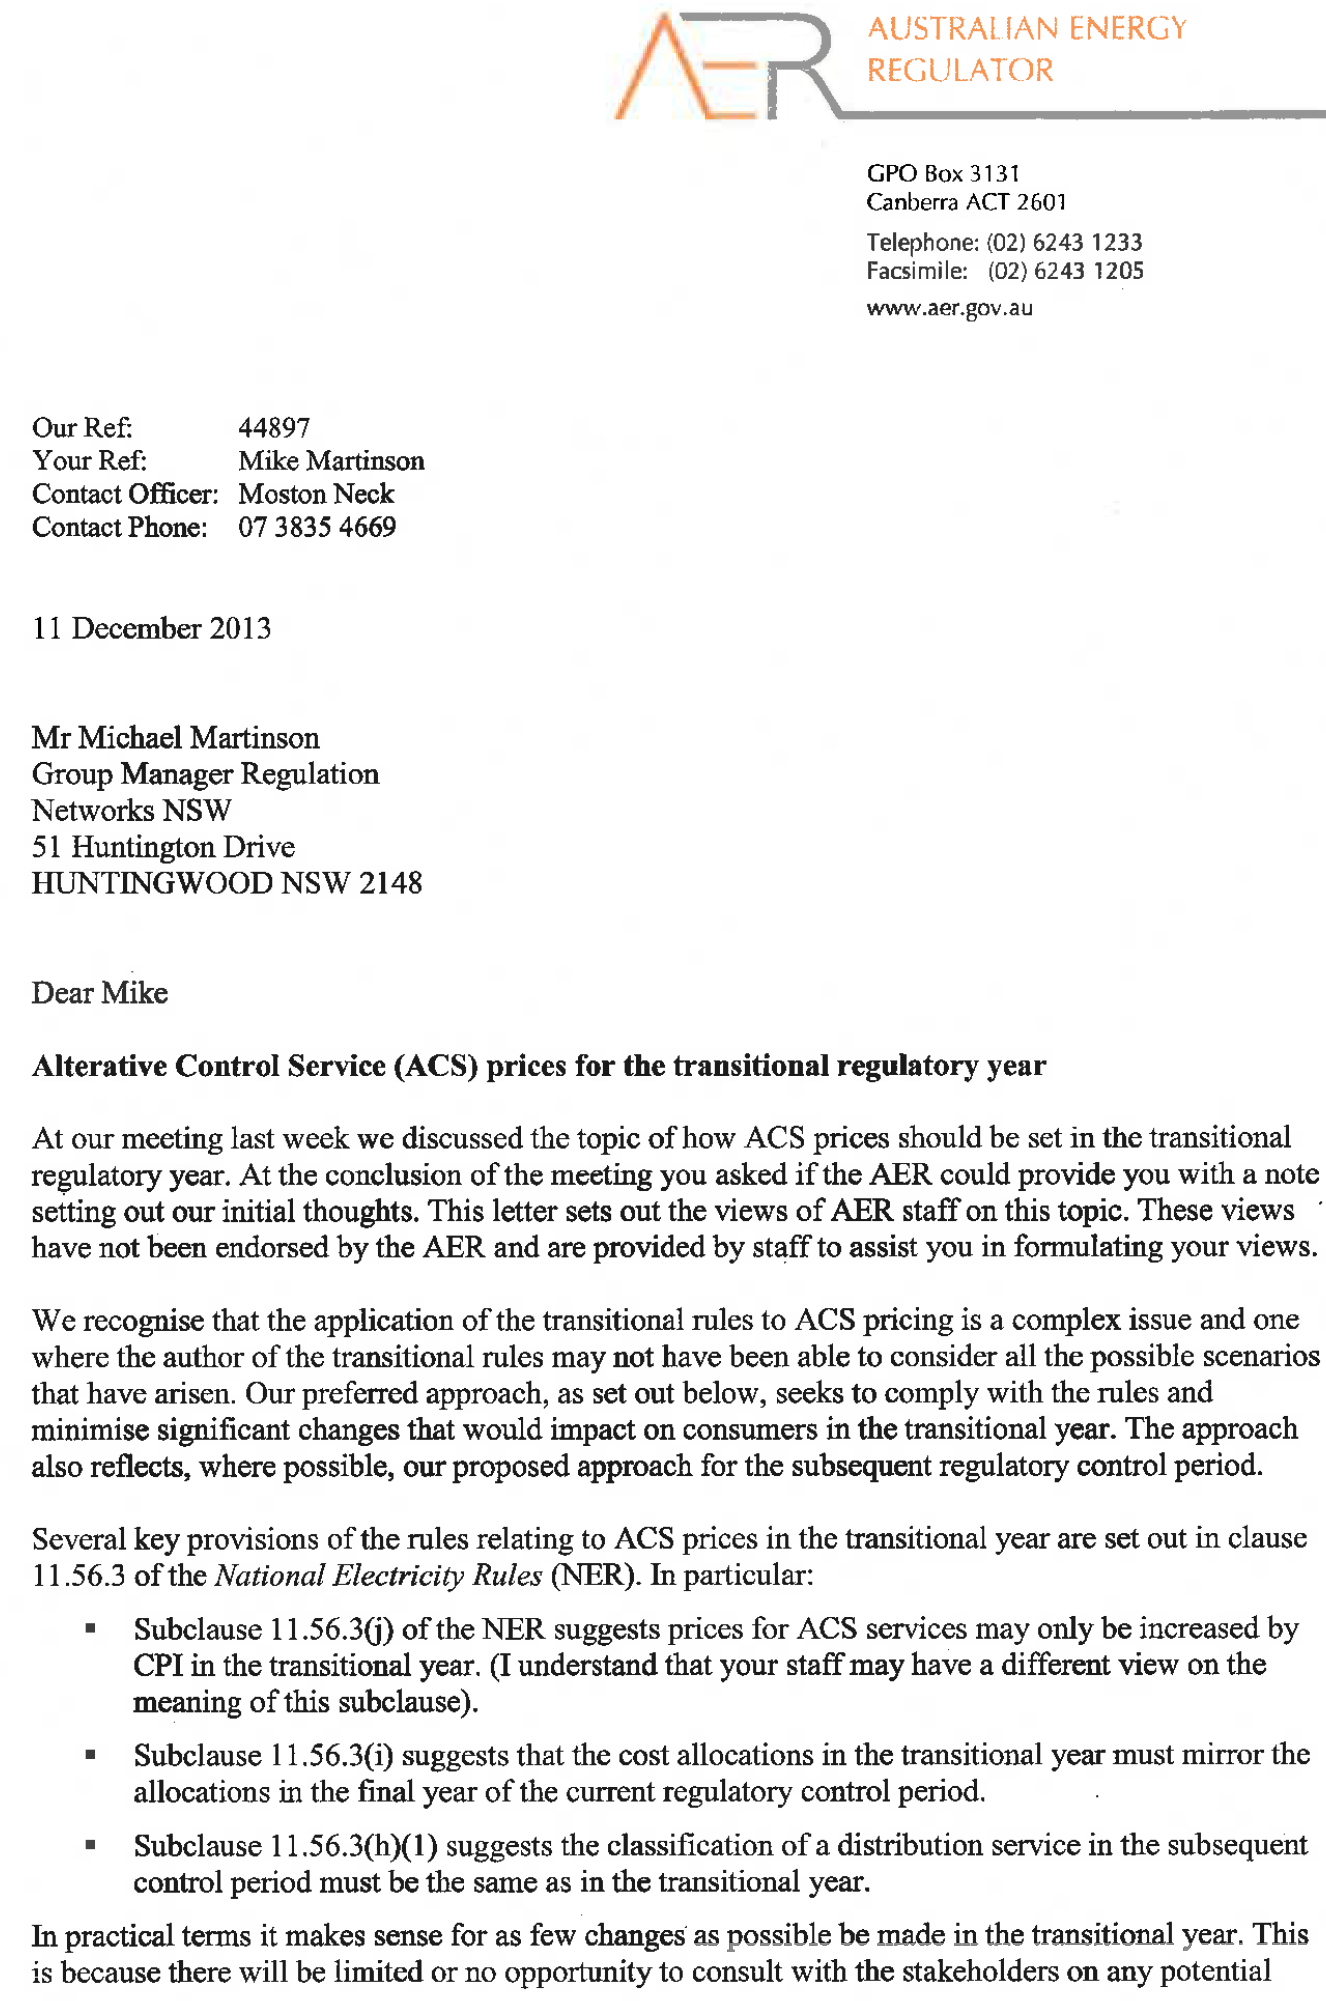 AER
AUSTRALIAN ENERGY
REGULATOR
GPO Box 3131
Canberra ACT 2601
Telephone: (02) 6243 1233
Facsimile: (02) 6243 1205
www.aer.gov.au
Our Ref: 44897
Your Ref: Mike Martinson
Contact Officer: Moston Neck
Contact Phone: 07 3835 4669
11 December 2013
Mr Michael Martinson
Group Manager Regulation
Networks NSW
51 Huntington Drive
HUNTINGWOOD NSW 2148
Dear Mike
Alterative Control Service (ACS) prices for the transitional regulatory year
At our meeting last week we discussed the topic of how ACS prices should be set in the transitional
regulatory year. At the conclusion of the meeting you asked if the AER could provide you with a note
setting out our initial thoughts. This letter sets out the views of AER staff on this topic. These views
have not been endorsed by the AER and are provided by staff to assist you in formulating your views.
We recognise that the application of the transitional rules to ACS pricing is a complex issue and one
where the author of the transitional rules may not have been able to consider all the possible scenarios
that have arisen. Our preferred approach, as set out below, seeks to comply with the rules and
minimise significant changes that would impact on consumers in the transitional year. The approach
also reflects, where possible, our proposed approach for the subsequent regulatory control period.
Several key provisions of the rules relating to ACS prices in the transitional year are set out in clause
11.56.3 of the National Electricity Rules (NER). In particular:
▪ Subclause 11.56.3(j) of the NER suggests prices for ACS services may only be increased by
CPI in the transitional year. (I understand that your staff may have a different view on the
meaning of this subclause).
▪ Subclause 11.56.3(i) suggests that the cost allocations in the transitional year must mirror the
allocations in the final year of the current regulatory control period.
▪ Subclause 11.56.3(h)(1) suggests the classification of a distribution service in the subsequent
control period must be the same as in the transitional year.
In practical terms it makes sense for as few changes as possible be made in the transitional year. This
is because there will be limited or no opportunity to consult with the stakeholders on any potential